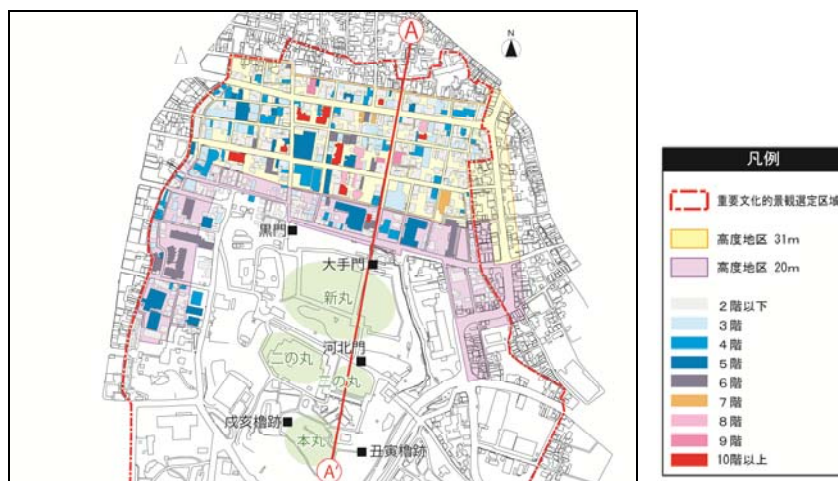 A
N
黒門
大手門
新丸
河北門
二の丸
三の丸
戌亥櫓跡
本丸
丑寅櫓跡
A'
凡例
重要文化的景観選定区域
高度地区 31m
高度地区 20m
2階以下
3階
4階
5階
6階
7階
8階
9階
10階以上